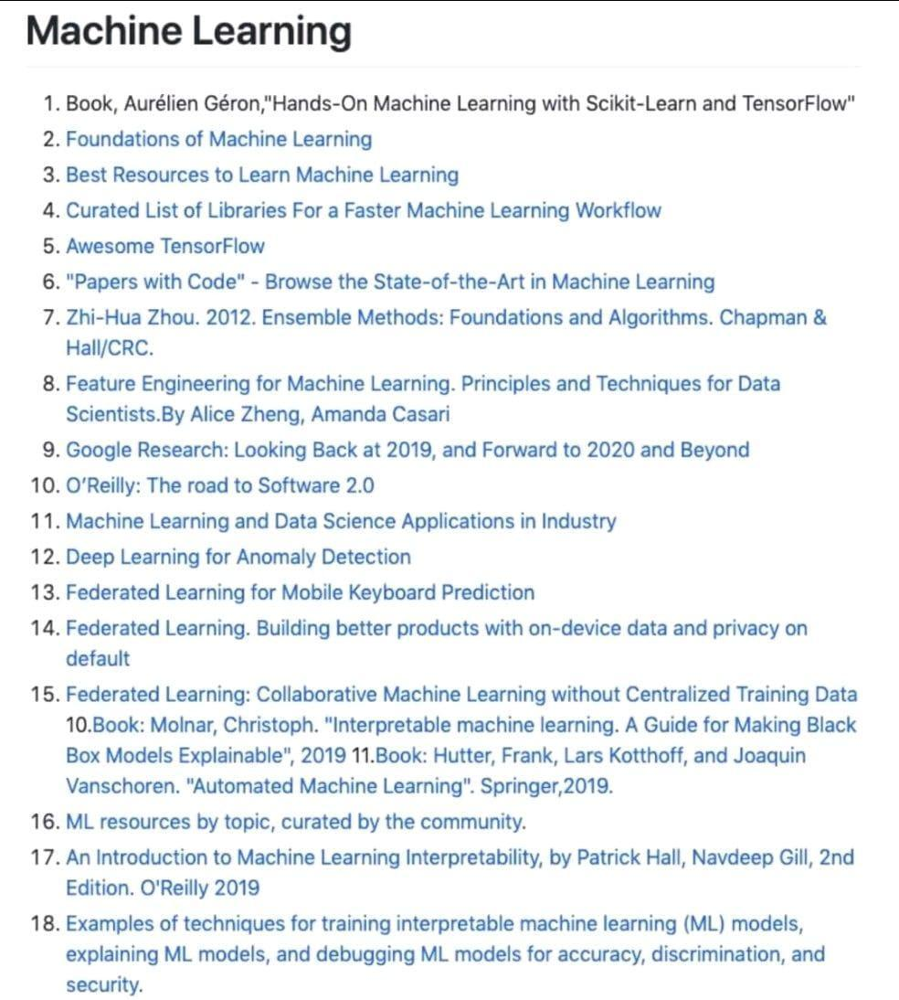 Machine Learning
1. Book, Aurélien Géron,"Hands-On Machine Learning with Scikit-Learn and TensorFlow"
2. Foundations of Machine Learning
3. Best Resources to Learn Machine Learning
4. Curated List of Libraries For a Faster Machine Learning Workflow
5. Awesome TensorFlow
6. "Papers with Code" - Browse the State-of-the-Art in Machine Learning
7. Zhi-Hua Zhou. 2012. Ensemble Methods: Foundations and Algorithms. Chapman &
Hall/CRC.
8. Feature Engineering for Machine Learning. Principles and Techniques for Data
Scientists.By Alice Zheng, Amanda Casari
9. Google Research: Looking Back at 2019, and Forward to 2020 and Beyond
10. O’Reilly: The road to Software 2.0
11. Machine Learning and Data Science Applications in Industry
12. Deep Learning for Anomaly Detection
13. Federated Learning for Mobile Keyboard Prediction
14. Federated Learning. Building better products with on-device data and privacy on
default
15. Federated Learning: Collaborative Machine Learning without Centralized Training Data
10.Book: Molnar, Christoph. "Interpretable machine learning. A Guide for Making Black
Box Models Explainable", 2019 11.Book: Hutter, Frank, Lars Kotthoff, and Joaquin
Vanschoren. "Automated Machine Learning". Springer,2019.
16. ML resources by topic, curated by the community.
17. An Introduction to Machine Learning Interpretability, by Patrick Hall, Navdeep Gill, 2nd
Edition. O'Reilly 2019
18. Examples of techniques for training interpretable machine learning (ML) models,
explaining ML models, and debugging ML models for accuracy, discrimination, and
security.